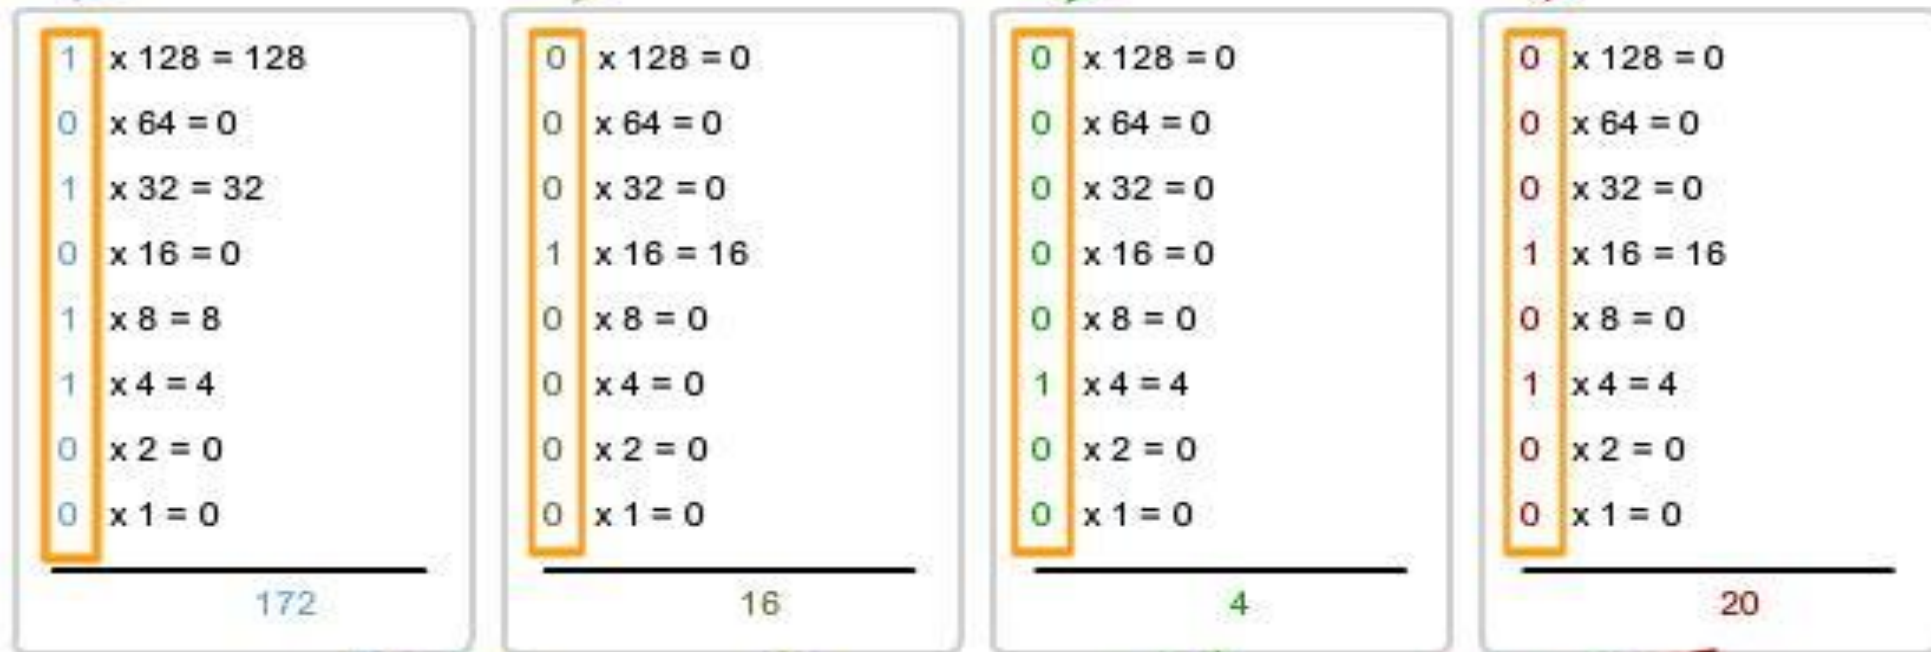 1 x 128 = 128
0 x 64 = 0
1 x 32 = 32
0 x 16 = 0
1 x 8 = 8
1 x 4 = 4
0 x 2 = 0
0 x 1 = 0
172
0 x 128 = 0
0 x 64 = 0
0 x 32 = 0
1 x 16 = 16
0 x 8 = 0
0 x 4 = 0
0 x 2 = 0
0 x 1 = 0
16
0 x 128 = 0
0 x 64 = 0
0 x 32 = 0
0 x 16 = 0
0 x 8 = 0
1 x 4 = 4
0 x 2 = 0
0 x 1 = 0
4
0 x 128 = 0
0 x 64 = 0
0 x 32 = 0
1 x 16 = 16
0 x 8 = 0
1 x 4 = 4
0 x 2 = 0
0 x 1 = 0
20